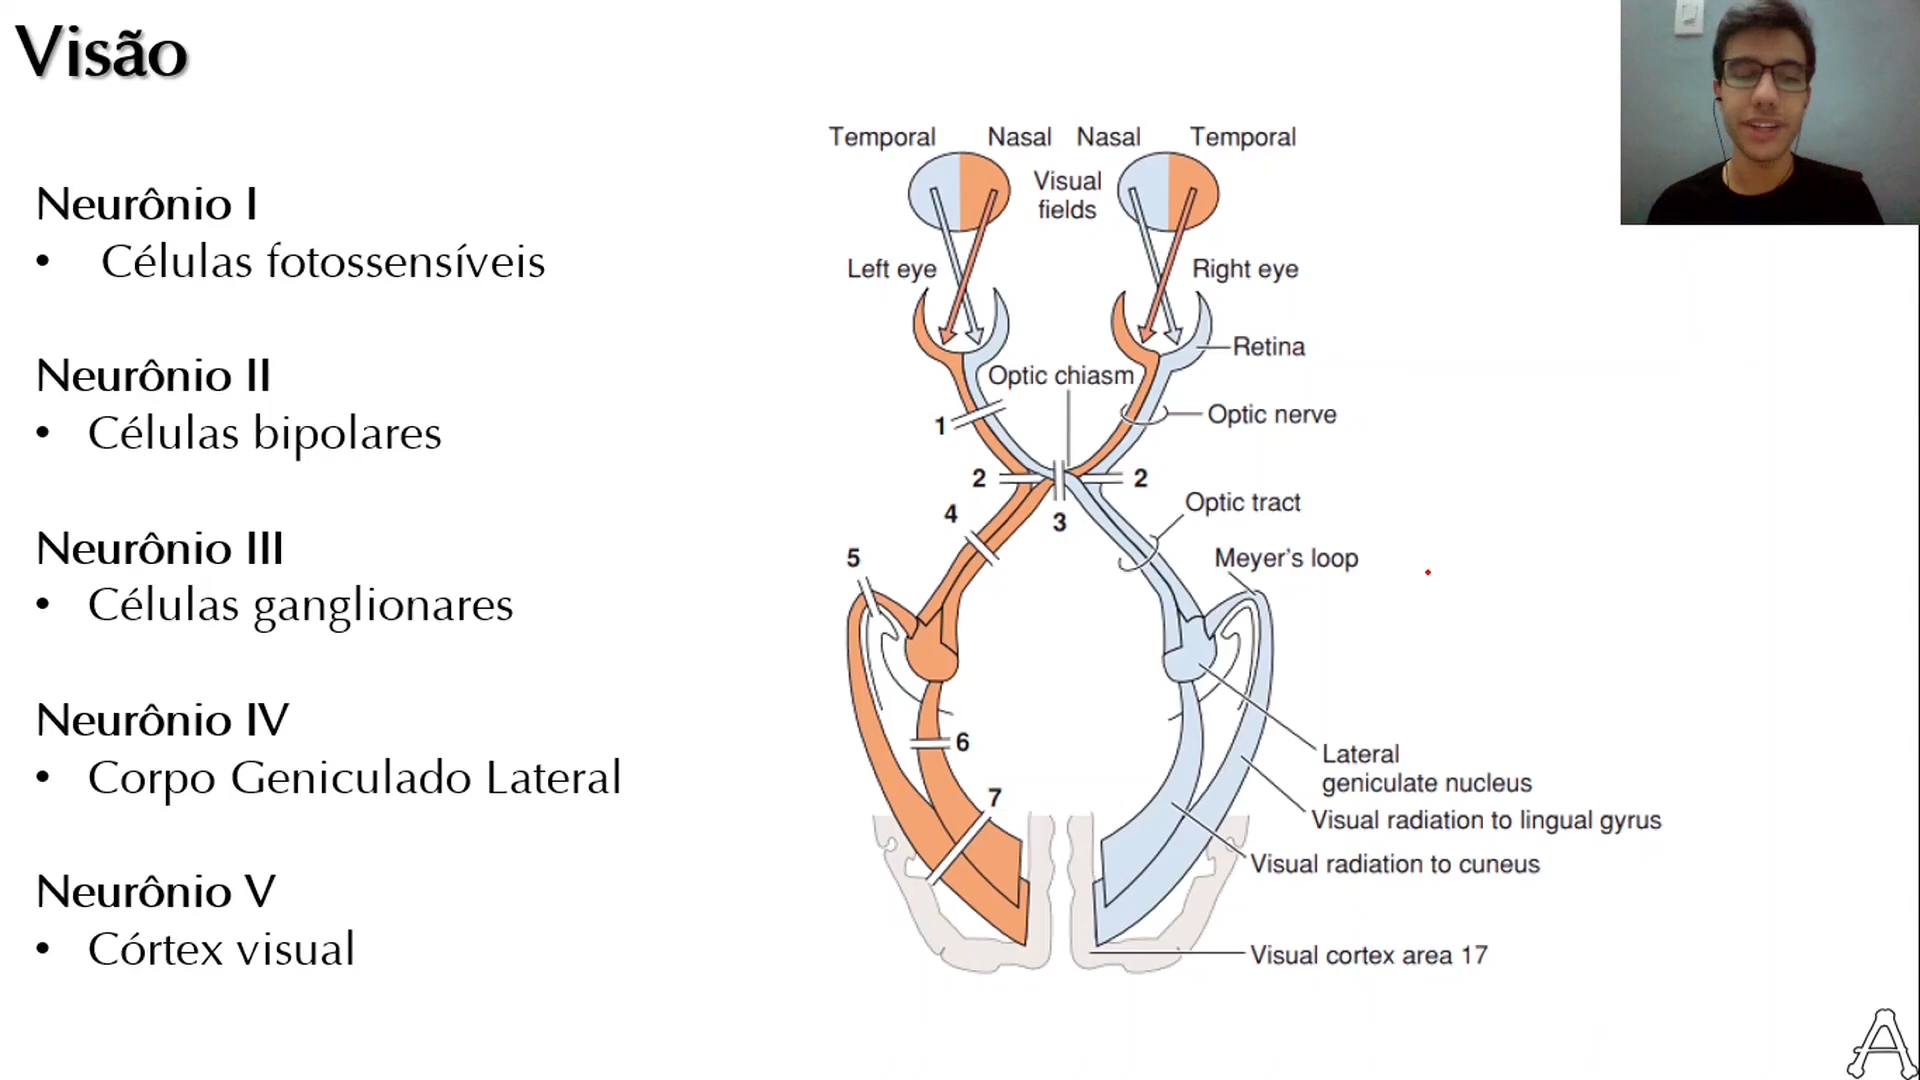 Visão
Neurônio I
• Células fotossensíveis
Neurônio II
• Células bipolares
Neurônio III
• Células ganglionares
Neurônio IV
• Corpo Geniculado Lateral
Neurônio V
• Córtex visual
Temporal Nasal Nasal Temporal
Visual
fields
Left eye Right eye
Retina
Optic chiasm
Optic nerve
1
2 2
3
4
Optic tract
5
Meyer's loop
6
Lateral
geniculate nucleus
7
Visual radiation to lingual gyrus
Visual radiation to cuneus
Visual cortex area 17
A